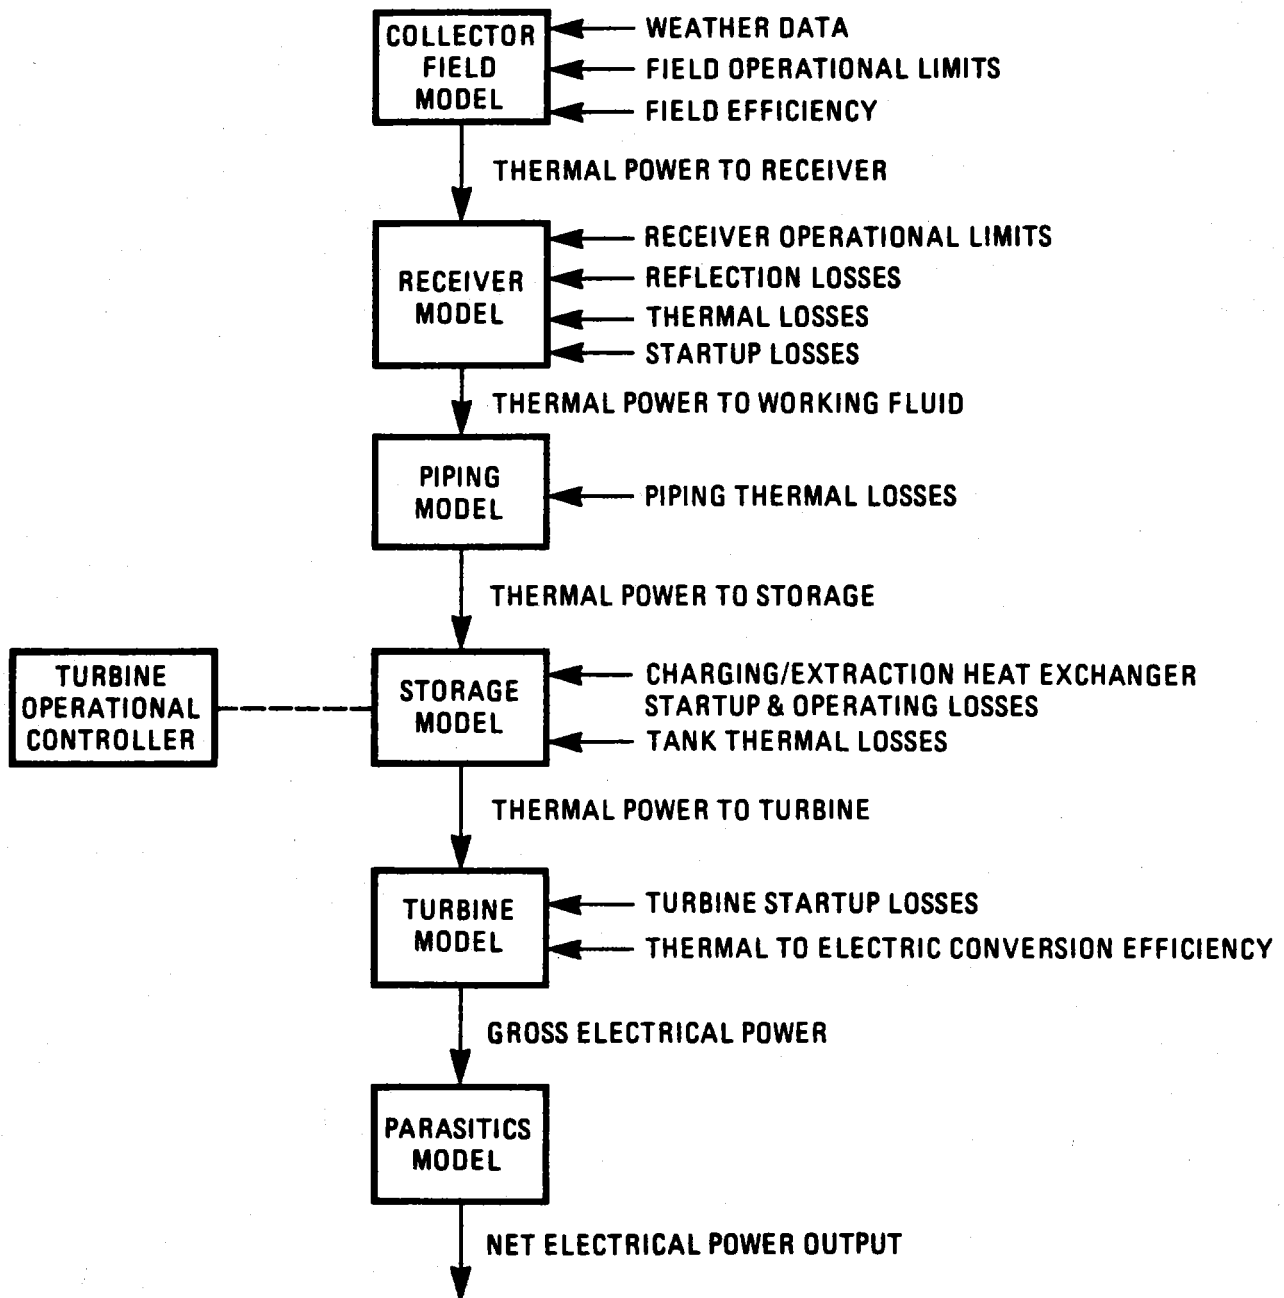 COLLECTOR
FIELD
MODEL
WEATHER DATA
FIELD OPERATIONAL LIMITS
FIELD EFFICIENCY
THERMAL POWER TO RECEIVER
RECEIVER
MODEL
RECEIVER OPERATIONAL LIMITS
REFLECTION LOSSES
THERMAL LOSSES
STARTUP LOSSES
THERMAL POWER TO WORKING FLUID
PIPING
MODEL
PIPING THERMAL LOSSES
THERMAL POWER TO STORAGE
TURBINE
OPERATIONAL
CONTROLLER
STORAGE
MODEL
CHARGING/EXTRACTION HEAT EXCHANGER
STARTUP & OPERATING LOSSES
TANK THERMAL LOSSES
THERMAL POWER TO TURBINE
TURBINE
MODEL
TURBINE STARTUP LOSSES
THERMAL TO ELECTRIC CONVERSION EFFICIENCY
GROSS ELECTRICAL POWER
PARASITICS
MODEL
NET ELECTRICAL POWER OUTPUT